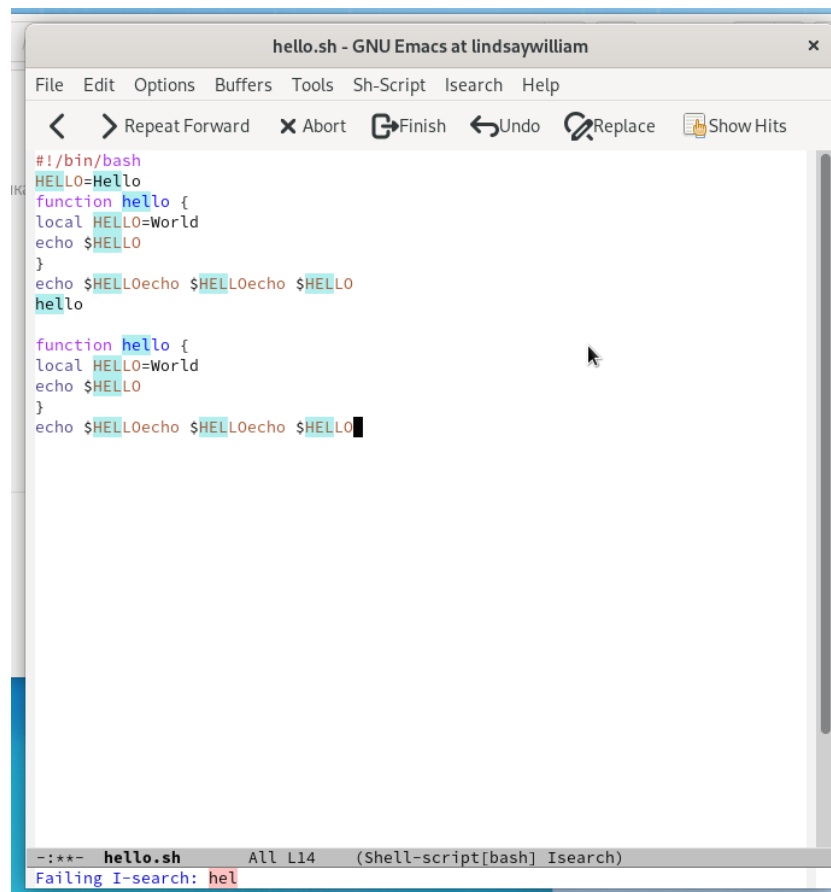 hello.sh - GNU Emacs at lindsaywilliam ×
File Edit Options Buffers Tools Sh-Script Isearch Help
Repeat Forward Abort Finish Undo Replace Show Hits
#!/bin/bash
HELLO=Hello
function hello {
local HELLO=World
echo $HELLO
}
echo $HELLOecho $HELLOecho $HELLO
hello
function hello {
local HELLO=World
echo $HELLO
}
echo $HELLOecho $HELLOecho $HELLO
-:**- hello.sh All L14 (Shell-script[bash] Isearch)
Failing I-search: hel